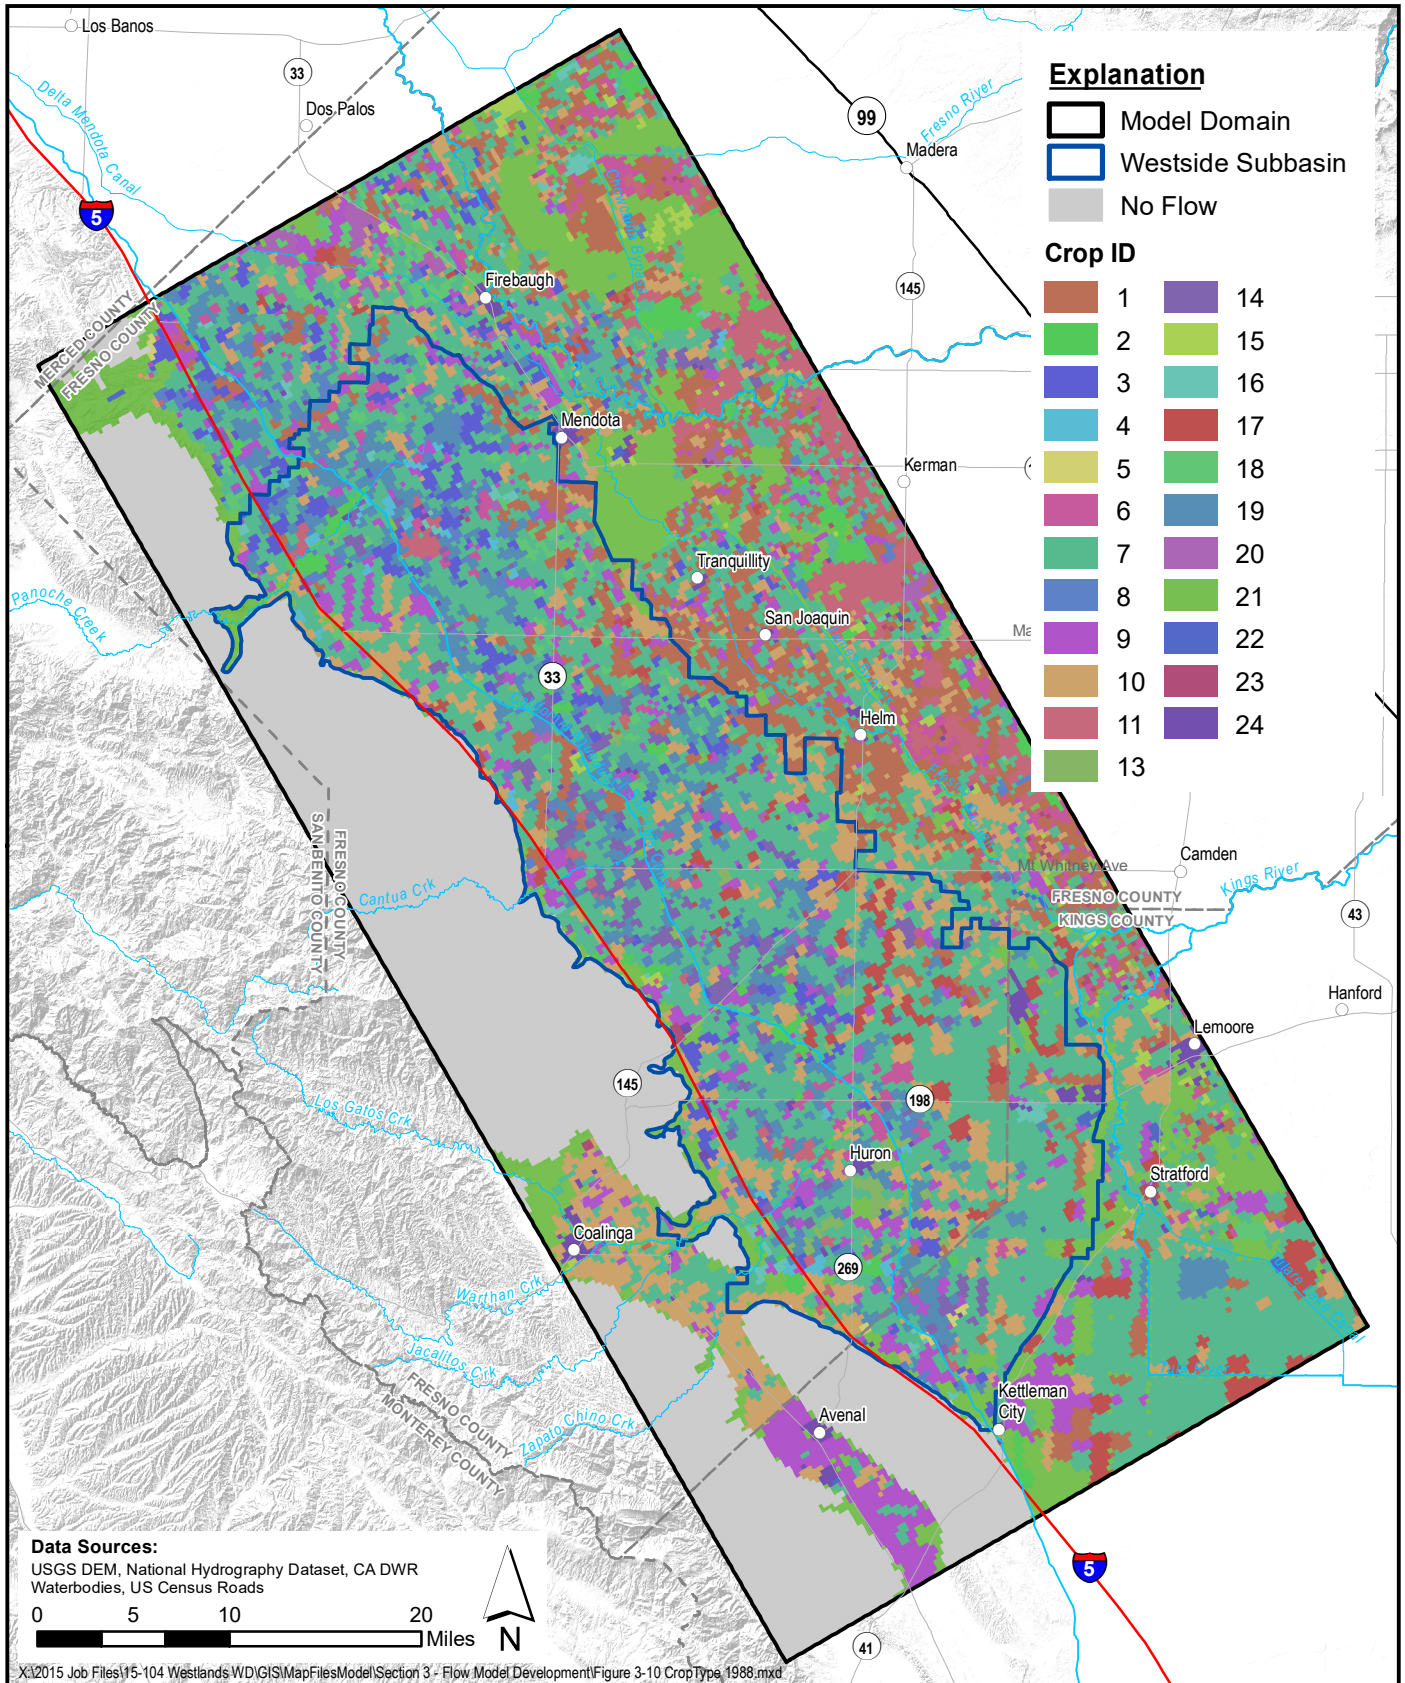 Los Banos
33
Dos Palos
Delta Mendota Canal
99
Fresno River
Madera
5
145
Firebaugh
MERCED COUNTY
FRESNO COUNTY
Mendota
Kerman
Tranquillity
San Joaquin
Ma
Panoche Creek
33
Helm
FRESNO COUNTY
SAN BENITO COUNTY
Cantua Crk
Mt Whitney Ave
Camden
Kings River
FRESNO COUNTY
KINGS COUNTY
43
Hanford
Lemoore
145
Los Gatos Crk
198
Huron
Stratford
Coalinga
269
Warthan Crk
Jacalitos Crk
FRESNO COUNTY
MONTEREY COUNTY
Zapato Chino Crk
Avenal
Kettleman
City
5
41
Explanation
Model Domain
Westside Subbasin
No Flow
Crop ID
1
2
3
4
5
6
7
8
9
10
11
13
14
15
16
17
18
19
20
21
22
23
24
Data Sources:
USGS DEM, National Hydrography Dataset, CA DWR
Waterbodies, US Census Roads
0 5 10 20
Miles
N
X:\2015 Job Files\15-104 Westlands WD\GIS\MapFilesModel\Section 3 - Flow Model Development\Figure 3-10 CropType 1988.mxd